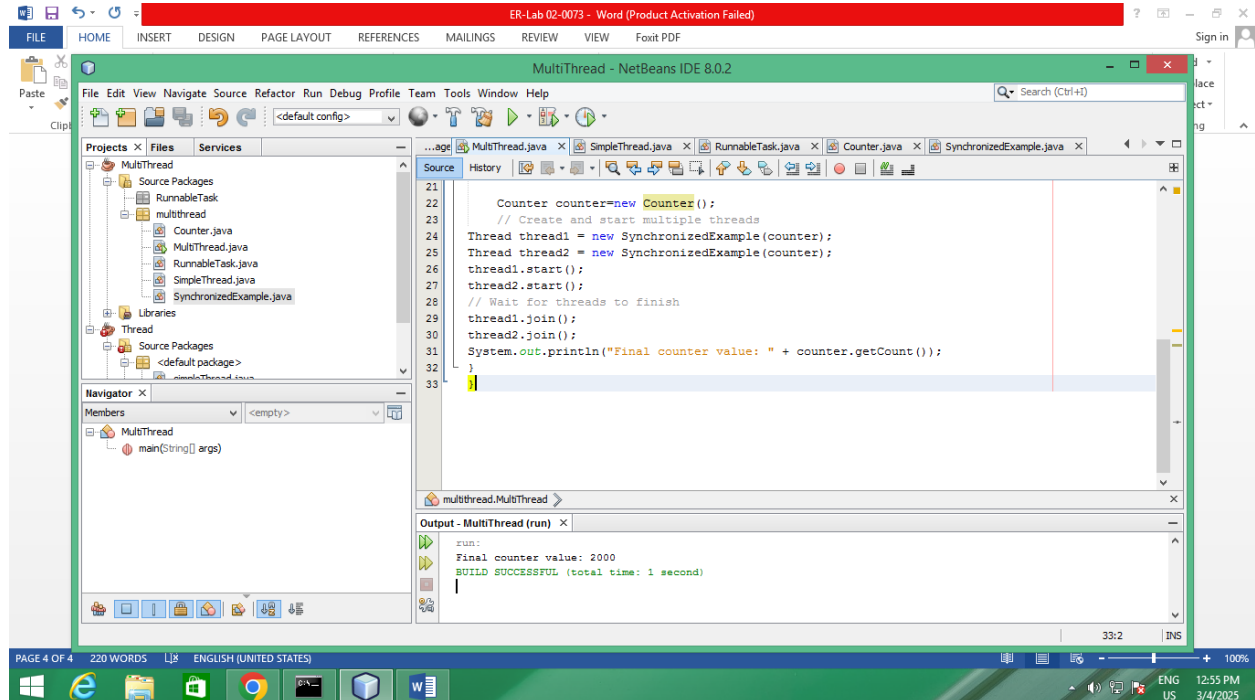 ER-Lab 02-0073 - Word (Product Activation Failed)
FILE HOME INSERT DESIGN PAGE LAYOUT REFERENCES MAILINGS REVIEW VIEW Foxit PDF Sign in
Paste
MultiThread - NetBeans IDE 8.0.2
File Edit View Navigate Source Refactor Run Debug Profile Team Tools Window Help
Search (Ctrl+I)
<default config>
Projects Files Services
MultiThread
Source Packages
RunnableTask
multithread
Counter.java
MultiThread.java
RunnableTask.java
SimpleThread.java
SynchronizedExample.java
Libraries
Thread
Source Packages
<default package>
simpleThread.java
Navigator
Members <empty>
MultiThread
main(String[] args)
...age MultiThread.java SimpleThread.java RunnableTask.java Counter.java SynchronizedExample.java
Source History
21
22 Counter counter=new Counter();
23 // Create and start multiple threads
24 Thread thread1 = new SynchronizedExample(counter);
25 Thread thread2 = new SynchronizedExample(counter);
26 thread1.start();
27 thread2.start();
28 // Wait for threads to finish
29 thread1.join();
30 thread2.join();
31 System.out.println("Final counter value: " + counter.getCount());
32 }
33 }
multithread.MultiThread
Output - MultiThread (run)
run:
Final counter value: 2000
BUILD SUCCESSFUL (total time: 1 second)
33:2 INS
PAGE 4 OF 4 220 WORDS ENGLISH (UNITED STATES) 100%
ENG 12:55 PM
US 3/4/2025